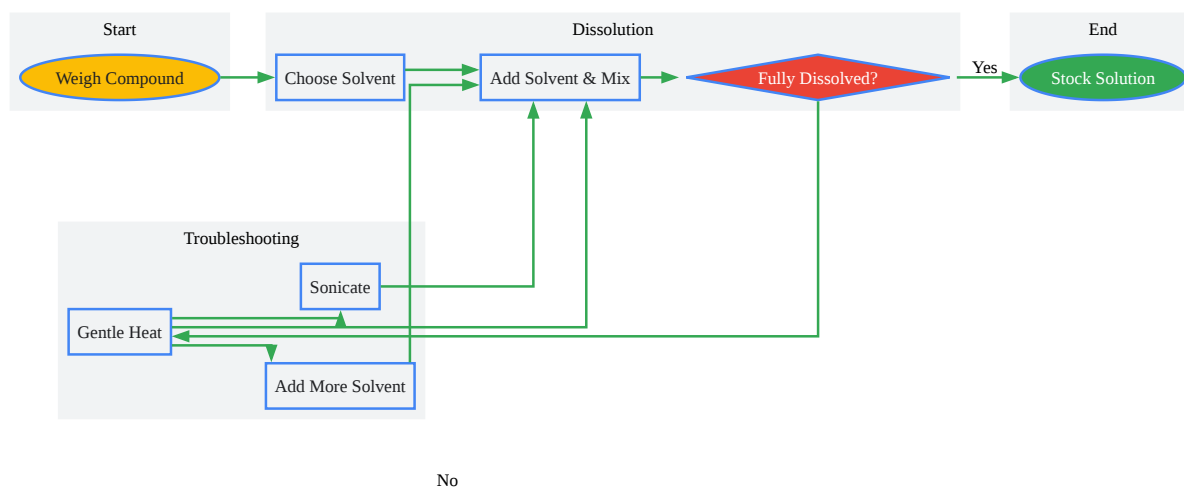 Start
Weigh Compound
Dissolution
Choose Solvent
Add Solvent & Mix
Fully Dissolved?
Yes
End
Stock Solution
Troubleshooting
Sonicate
Gentle Heat
Add More Solvent
No